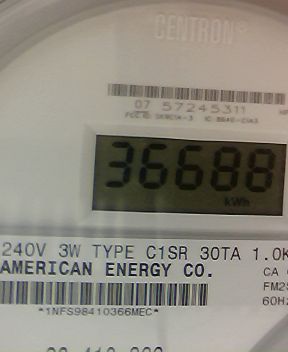 CENTRON®
07 57245311
36688
kWh
240V 3W TYPE C1SR 30TA 1.0K
AMERICAN ENERGY CO.
CA
FM2S
60Hz
*1NFS98410366MEC*